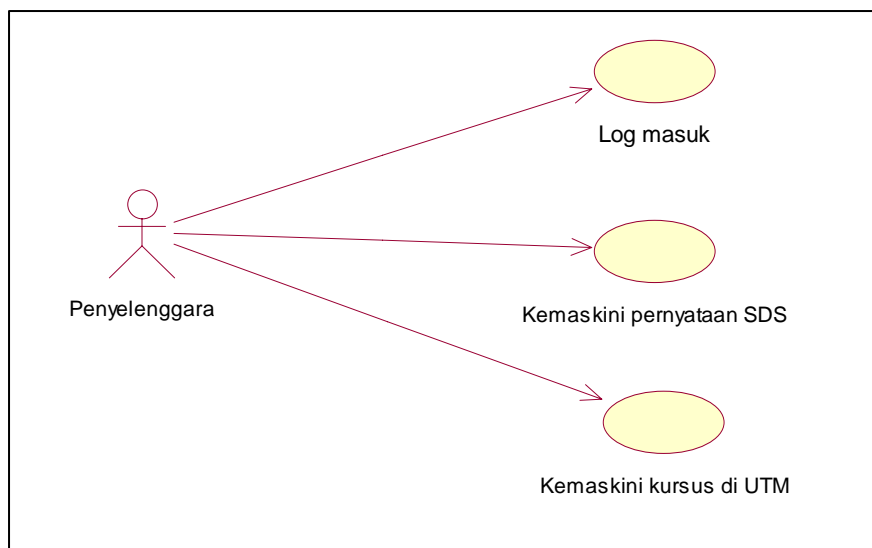 Log masuk
Penyelenggara
Kemaskini pernyataan SDS
Kemaskini kursus di UTM